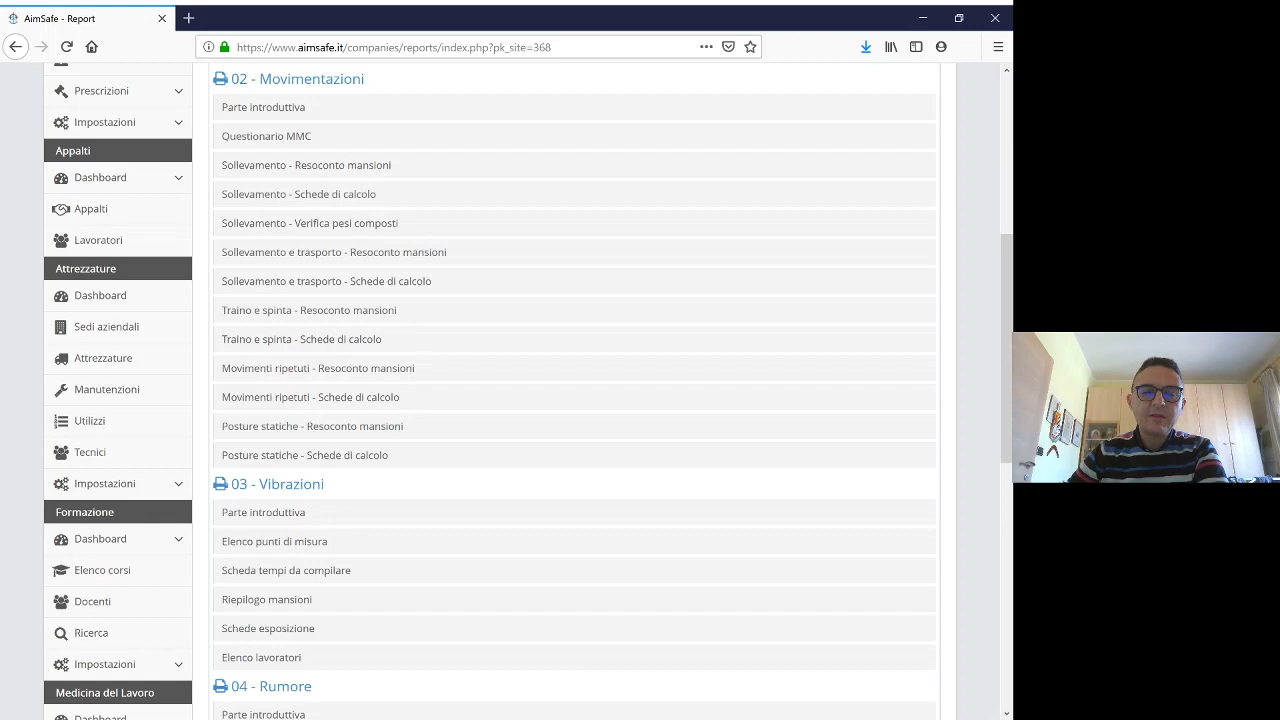 AimSafe - Report
https://www.aimsafe.it/companies/reports/index.php?pk_site=368
Prescrizioni
Impostazioni
Appalti
Dashboard
Appalti
Lavoratori
Attrezzature
Dashboard
Sedi aziendali
Attrezzature
Manutenzioni
Utilizzi
Tecnici
Impostazioni
Formazione
Dashboard
Elenco corsi
Docenti
Ricerca
Impostazioni
Medicina del Lavoro
Dashboard
02 - Movimentazioni
Parte introduttiva
Questionario MMC
Sollevamento - Resoconto mansioni
Sollevamento - Schede di calcolo
Sollevamento - Verifica pesi composti
Sollevamento e trasporto - Resoconto mansioni
Sollevamento e trasporto - Schede di calcolo
Traino e spinta - Resoconto mansioni
Traino e spinta - Schede di calcolo
Movimenti ripetuti - Resoconto mansioni
Movimenti ripetuti - Schede di calcolo
Posture statiche - Resoconto mansioni
Posture statiche - Schede di calcolo
03 - Vibrazioni
Parte introduttiva
Elenco punti di misura
Scheda tempi da compilare
Riepilogo mansioni
Schede esposizione
Elenco lavoratori
04 - Rumore
Parte introduttiva